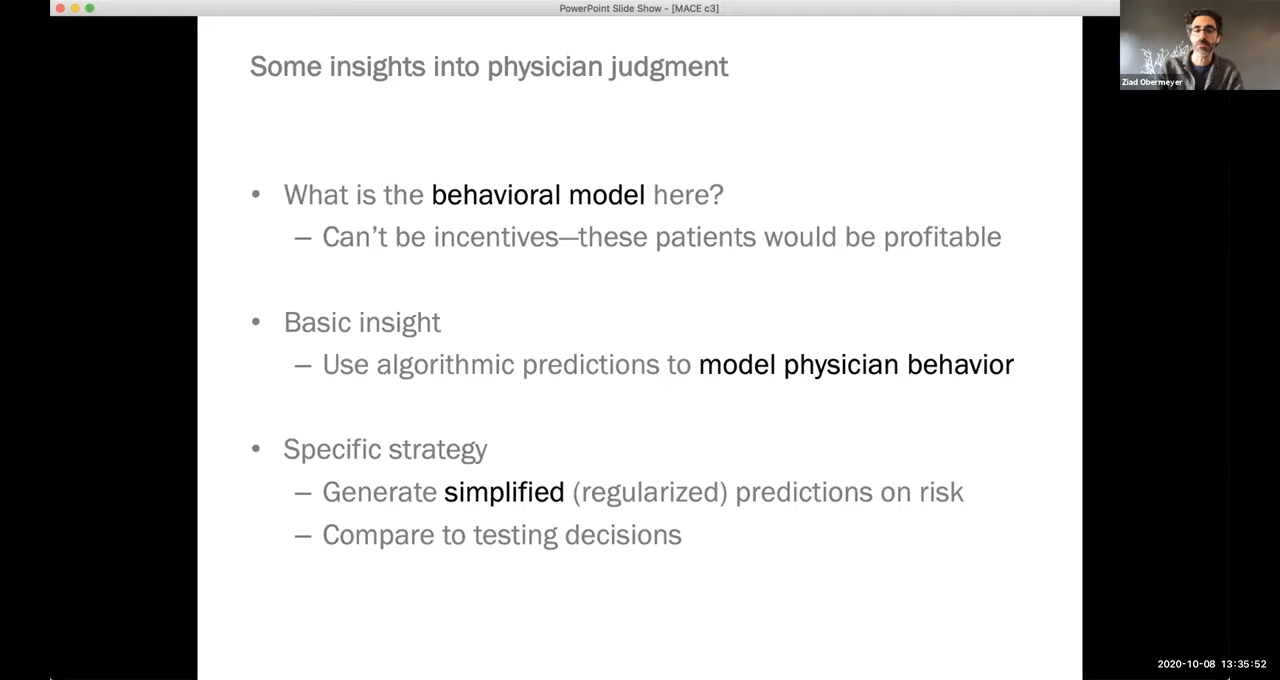 PowerPoint Slide Show - [MACE c3]
Some insights into physician judgment
Ziad Obermeyer
• What is the behavioral model here?
– Can’t be incentives—these patients would be profitable
• Basic insight
– Use algorithmic predictions to model physician behavior
• Specific strategy
– Generate simplified (regularized) predictions on risk
– Compare to testing decisions
2020-10-08 13:35:52